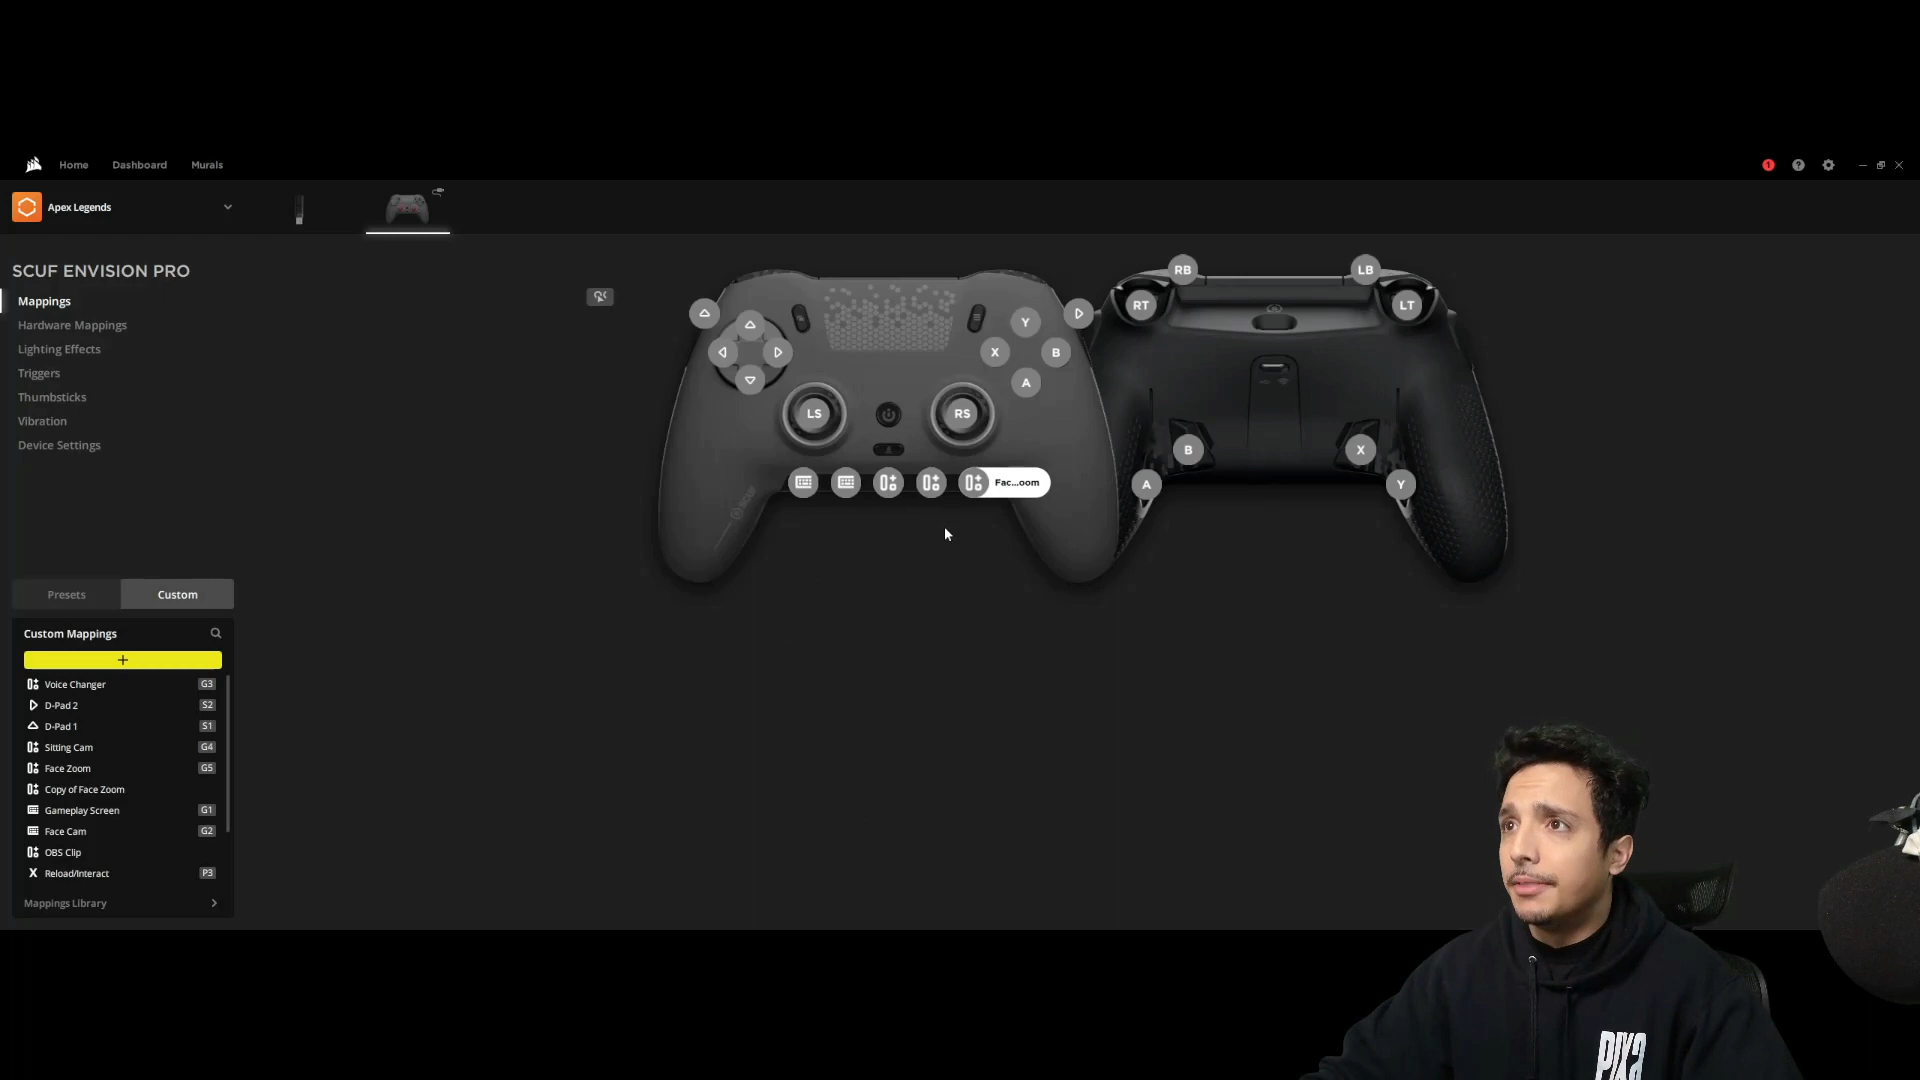 Home Dashboard Murals
1
?
Apex Legends
SCUF ENVISION PRO
Mappings
Hardware Mappings
Lighting Effects
Triggers
Thumbsticks
Vibration
Device Settings
RB LB
RT LT
Y
X B
A
LS RS
B X
A Y
Fac...oom
SCUF
Presets Custom
Custom Mappings
+
Voice Changer G3
D-Pad 2 S2
D-Pad 1 S1
Sitting Cam G4
Face Zoom G5
Copy of Face Zoom
Gameplay Screen G1
Face Cam G2
OBS Clip
X Reload/Interact P3
Mappings Library
PIXA